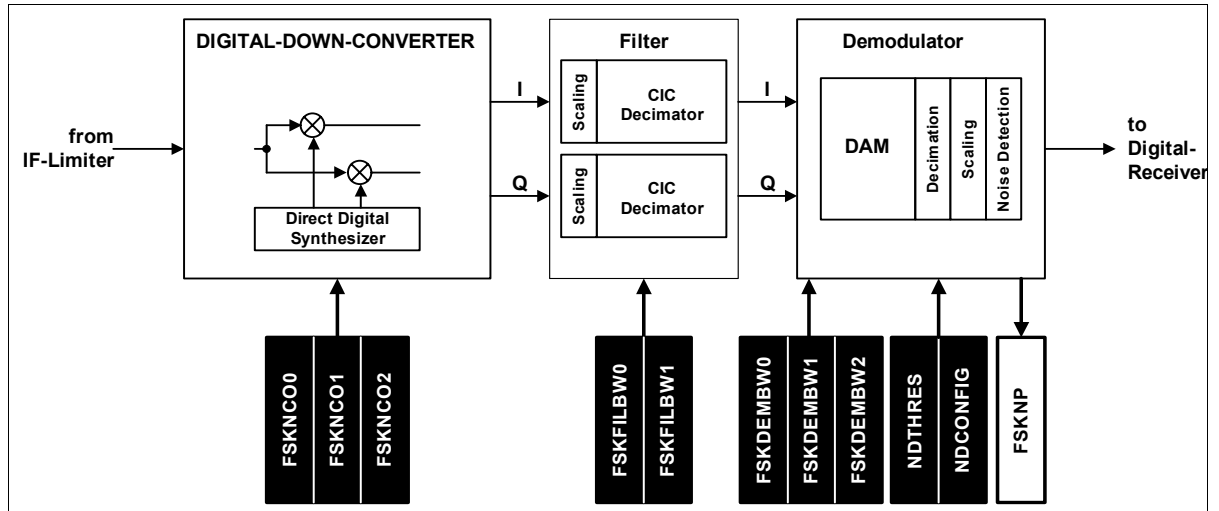 DIGITAL-DOWN-CONVERTER
Filter
Demodulator
from
IF-Limiter
Direct Digital
Synthesizer
I
Q
Scaling
CIC
Decimator
Scaling
CIC
Decimator
I
Q
DAM
Decimation
Scaling
Noise Detection
to
Digital-
Receiver
FSKNCO0
FSKNCO1
FSKNCO2
FSKFILBW0
FSKFILBW1
FSKDEMBW0
FSKDEMBW1
FSKDEMBW2
NDTHRES
NDCONFIG
FSKNP